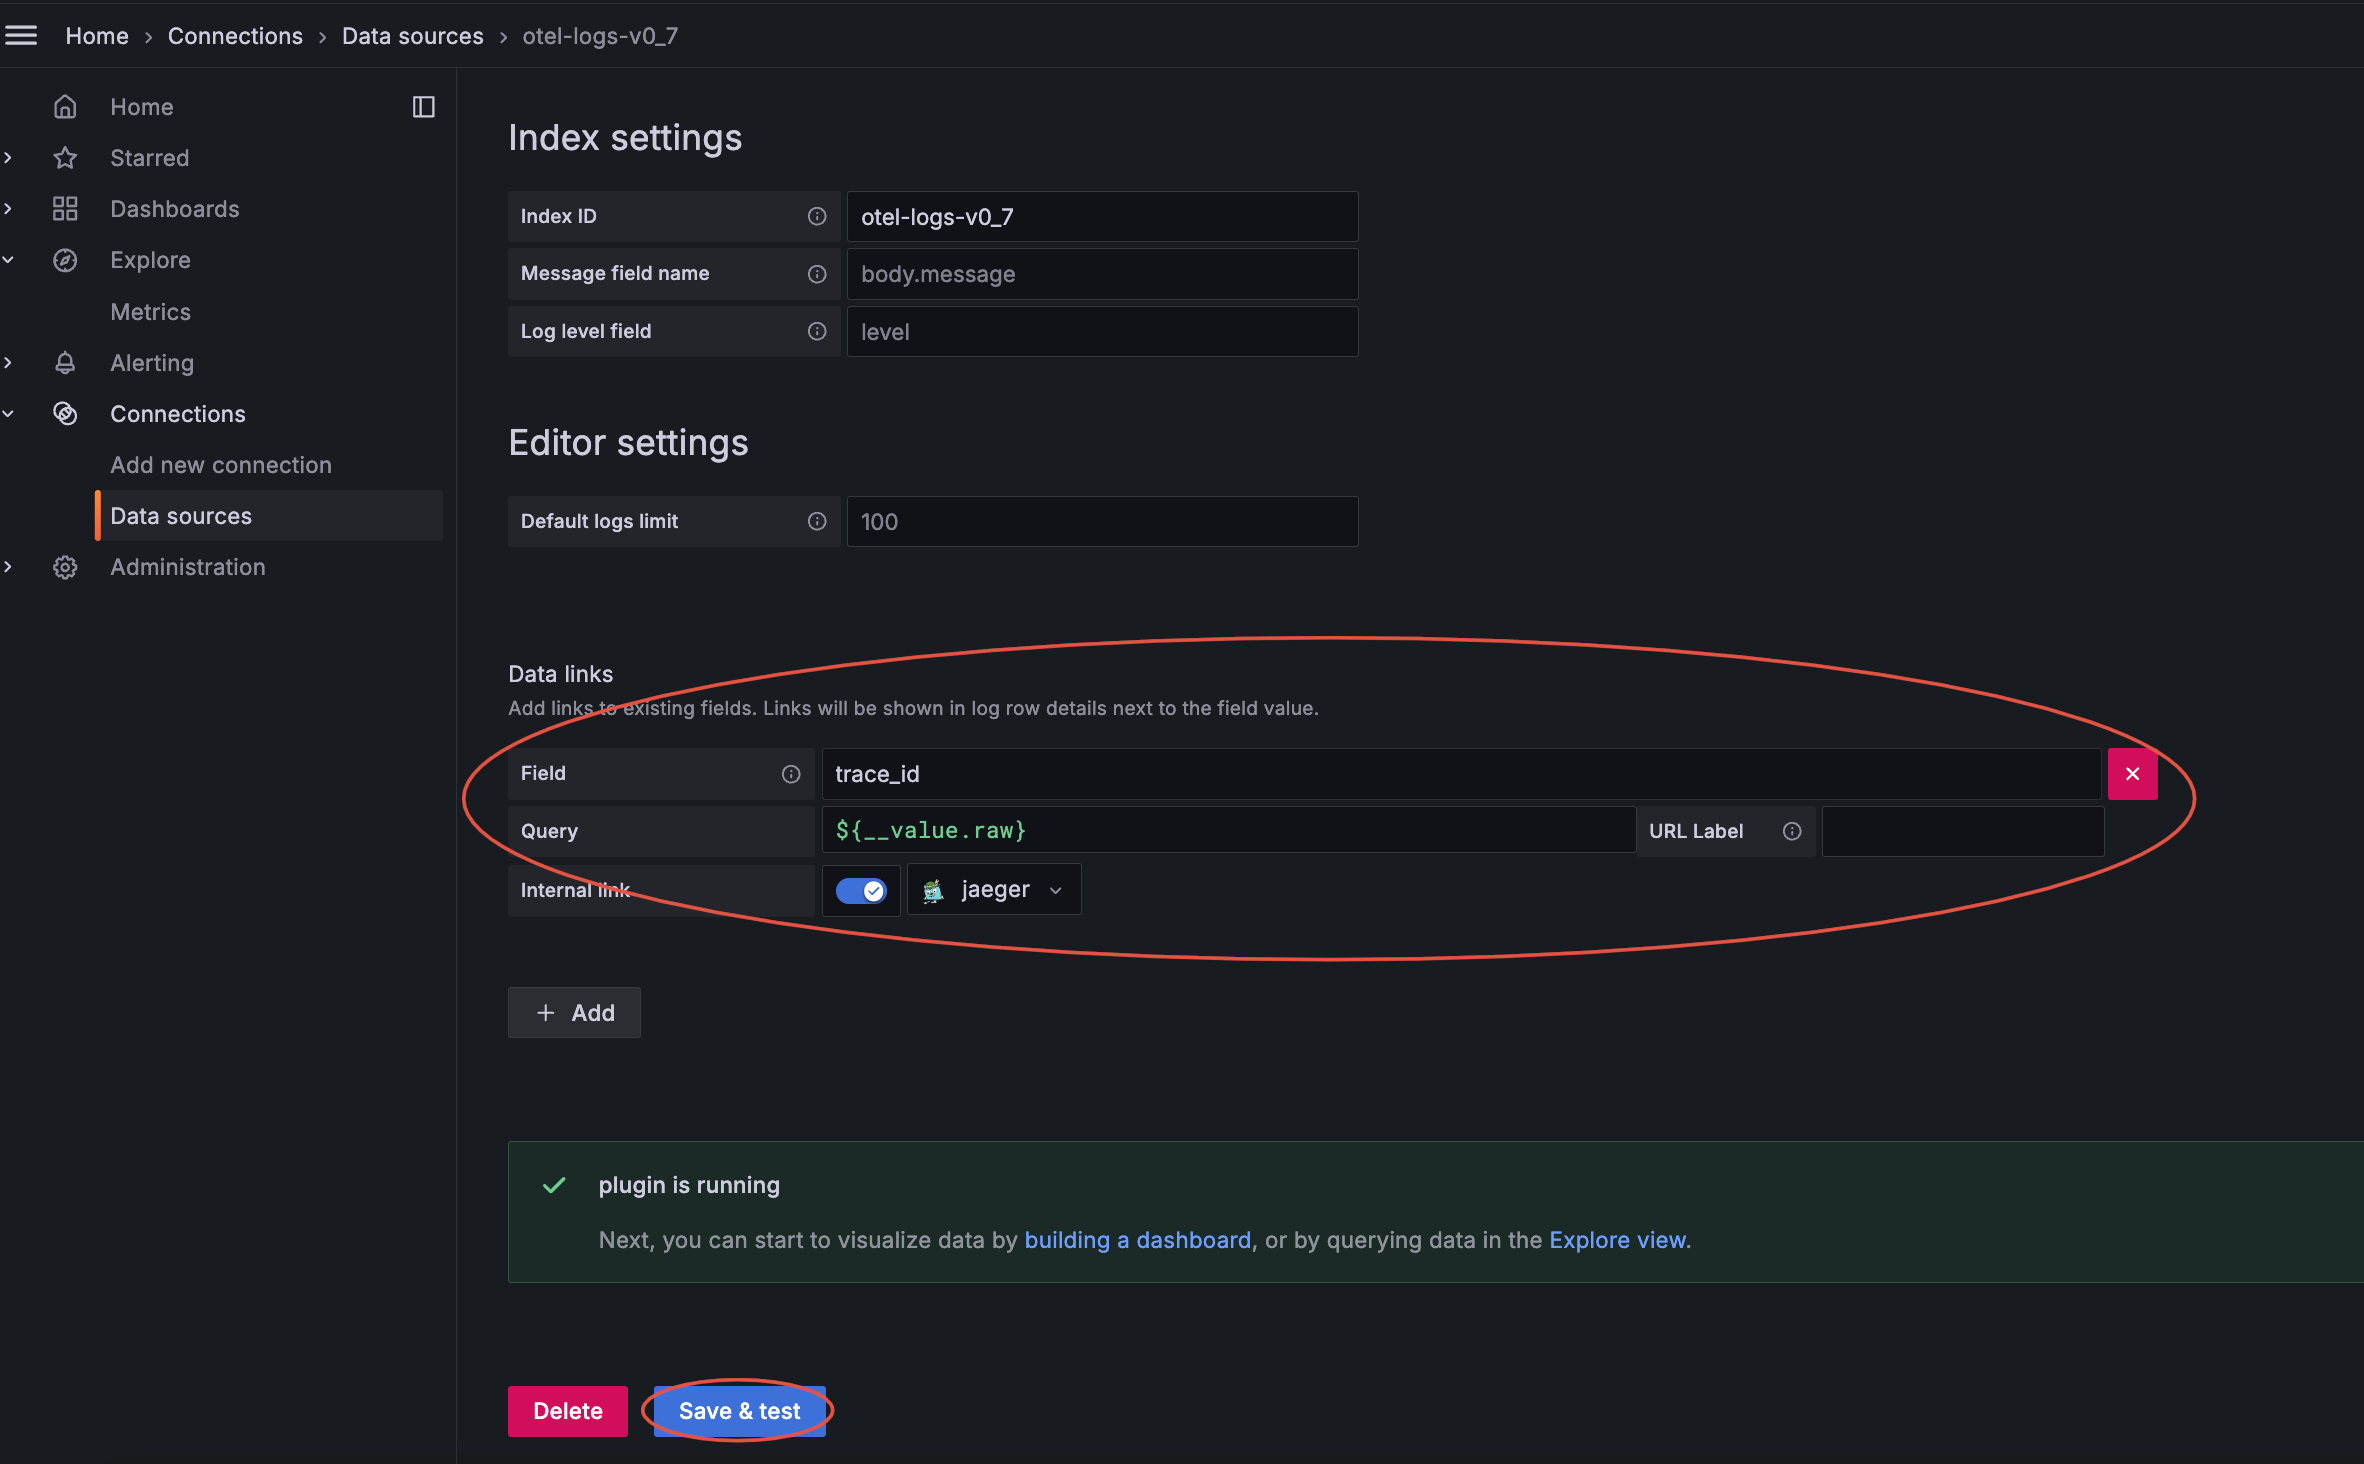 Home › Connections › Data sources › otel-logs-v0_7
Home
Starred
Dashboards
Explore
Metrics
Alerting
Connections
Add new connection
Data sources
Administration
Index settings
Index ID otel-logs-v0_7
Message field name body.message
Log level field level
Editor settings
Default logs limit 100
Data links
Add links to existing fields. Links will be shown in log row details next to the field value.
Field trace_id
Query ${__value.raw} URL Label
Internal link jaeger
+ Add
plugin is running
Next, you can start to visualize data by building a dashboard, or by querying data in the Explore view.
Delete Save & test